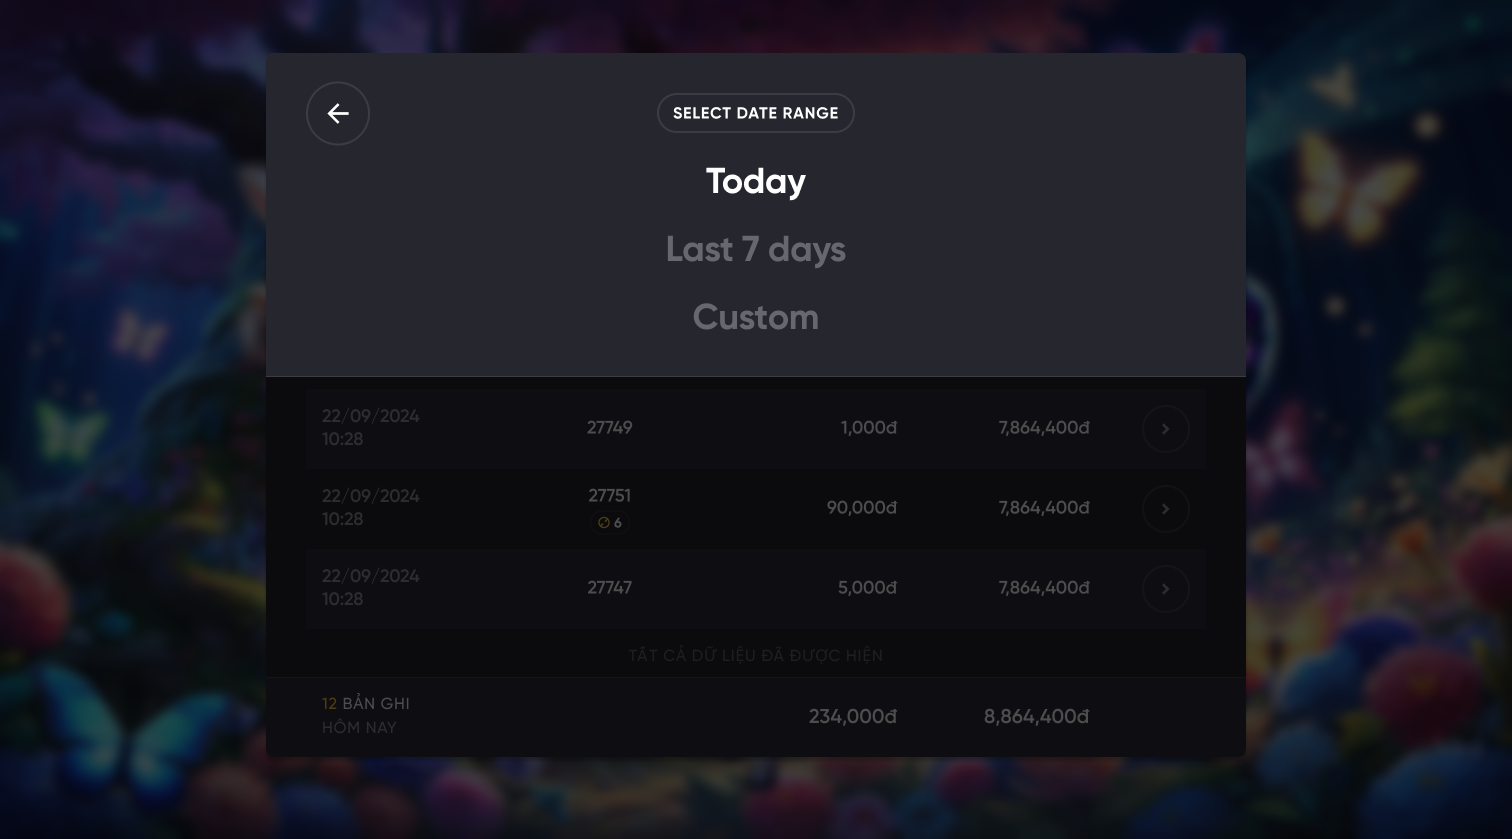 SELECT DATE RANGE
Today
Last 7 days
Custom
22/09/2024
10:28
27749
1,000đ
7,864,400đ
22/09/2024
10:28
27751
6
90,000đ
7,864,400đ
22/09/2024
10:28
27747
5,000đ
7,864,400đ
TẤT CẢ DỮ LIỆU ĐÃ ĐƯỢC HIỆN
12 BẢN GHI
HÔM NAY
234,000đ
8,864,400đ